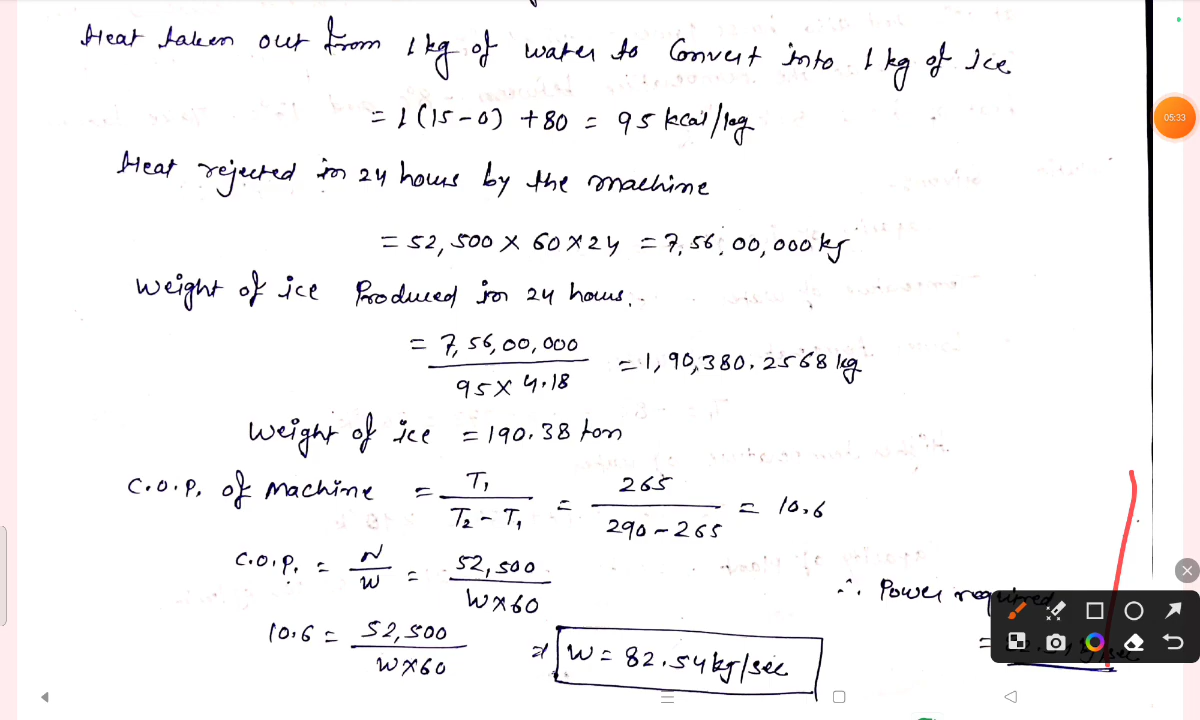 Heat taken out from 1 kg of water to Convert into 1 kg of Ice
= 1 (15-0) + 80 = 95 kcal/kg
05:33
Heat rejected in 24 hours by the machine
= 52,500 × 60 × 24 = 7,56,00,000 kJ
Weight of ice Produced in 24 hours.
= 7,56,00,000 / 95 × 4.18 = 1,90,380.2568 kg
Weight of ice = 190.38 ton
C.O.P. of Machine = T₁ / T₂ - T₁ = 265 / 290 - 265 = 10.6
C.O.P. = N / W = 52,500 / W×60
∴ Power required
10.6 = 52,500 / W×60 ⇒ W = 82.54 kJ/sec